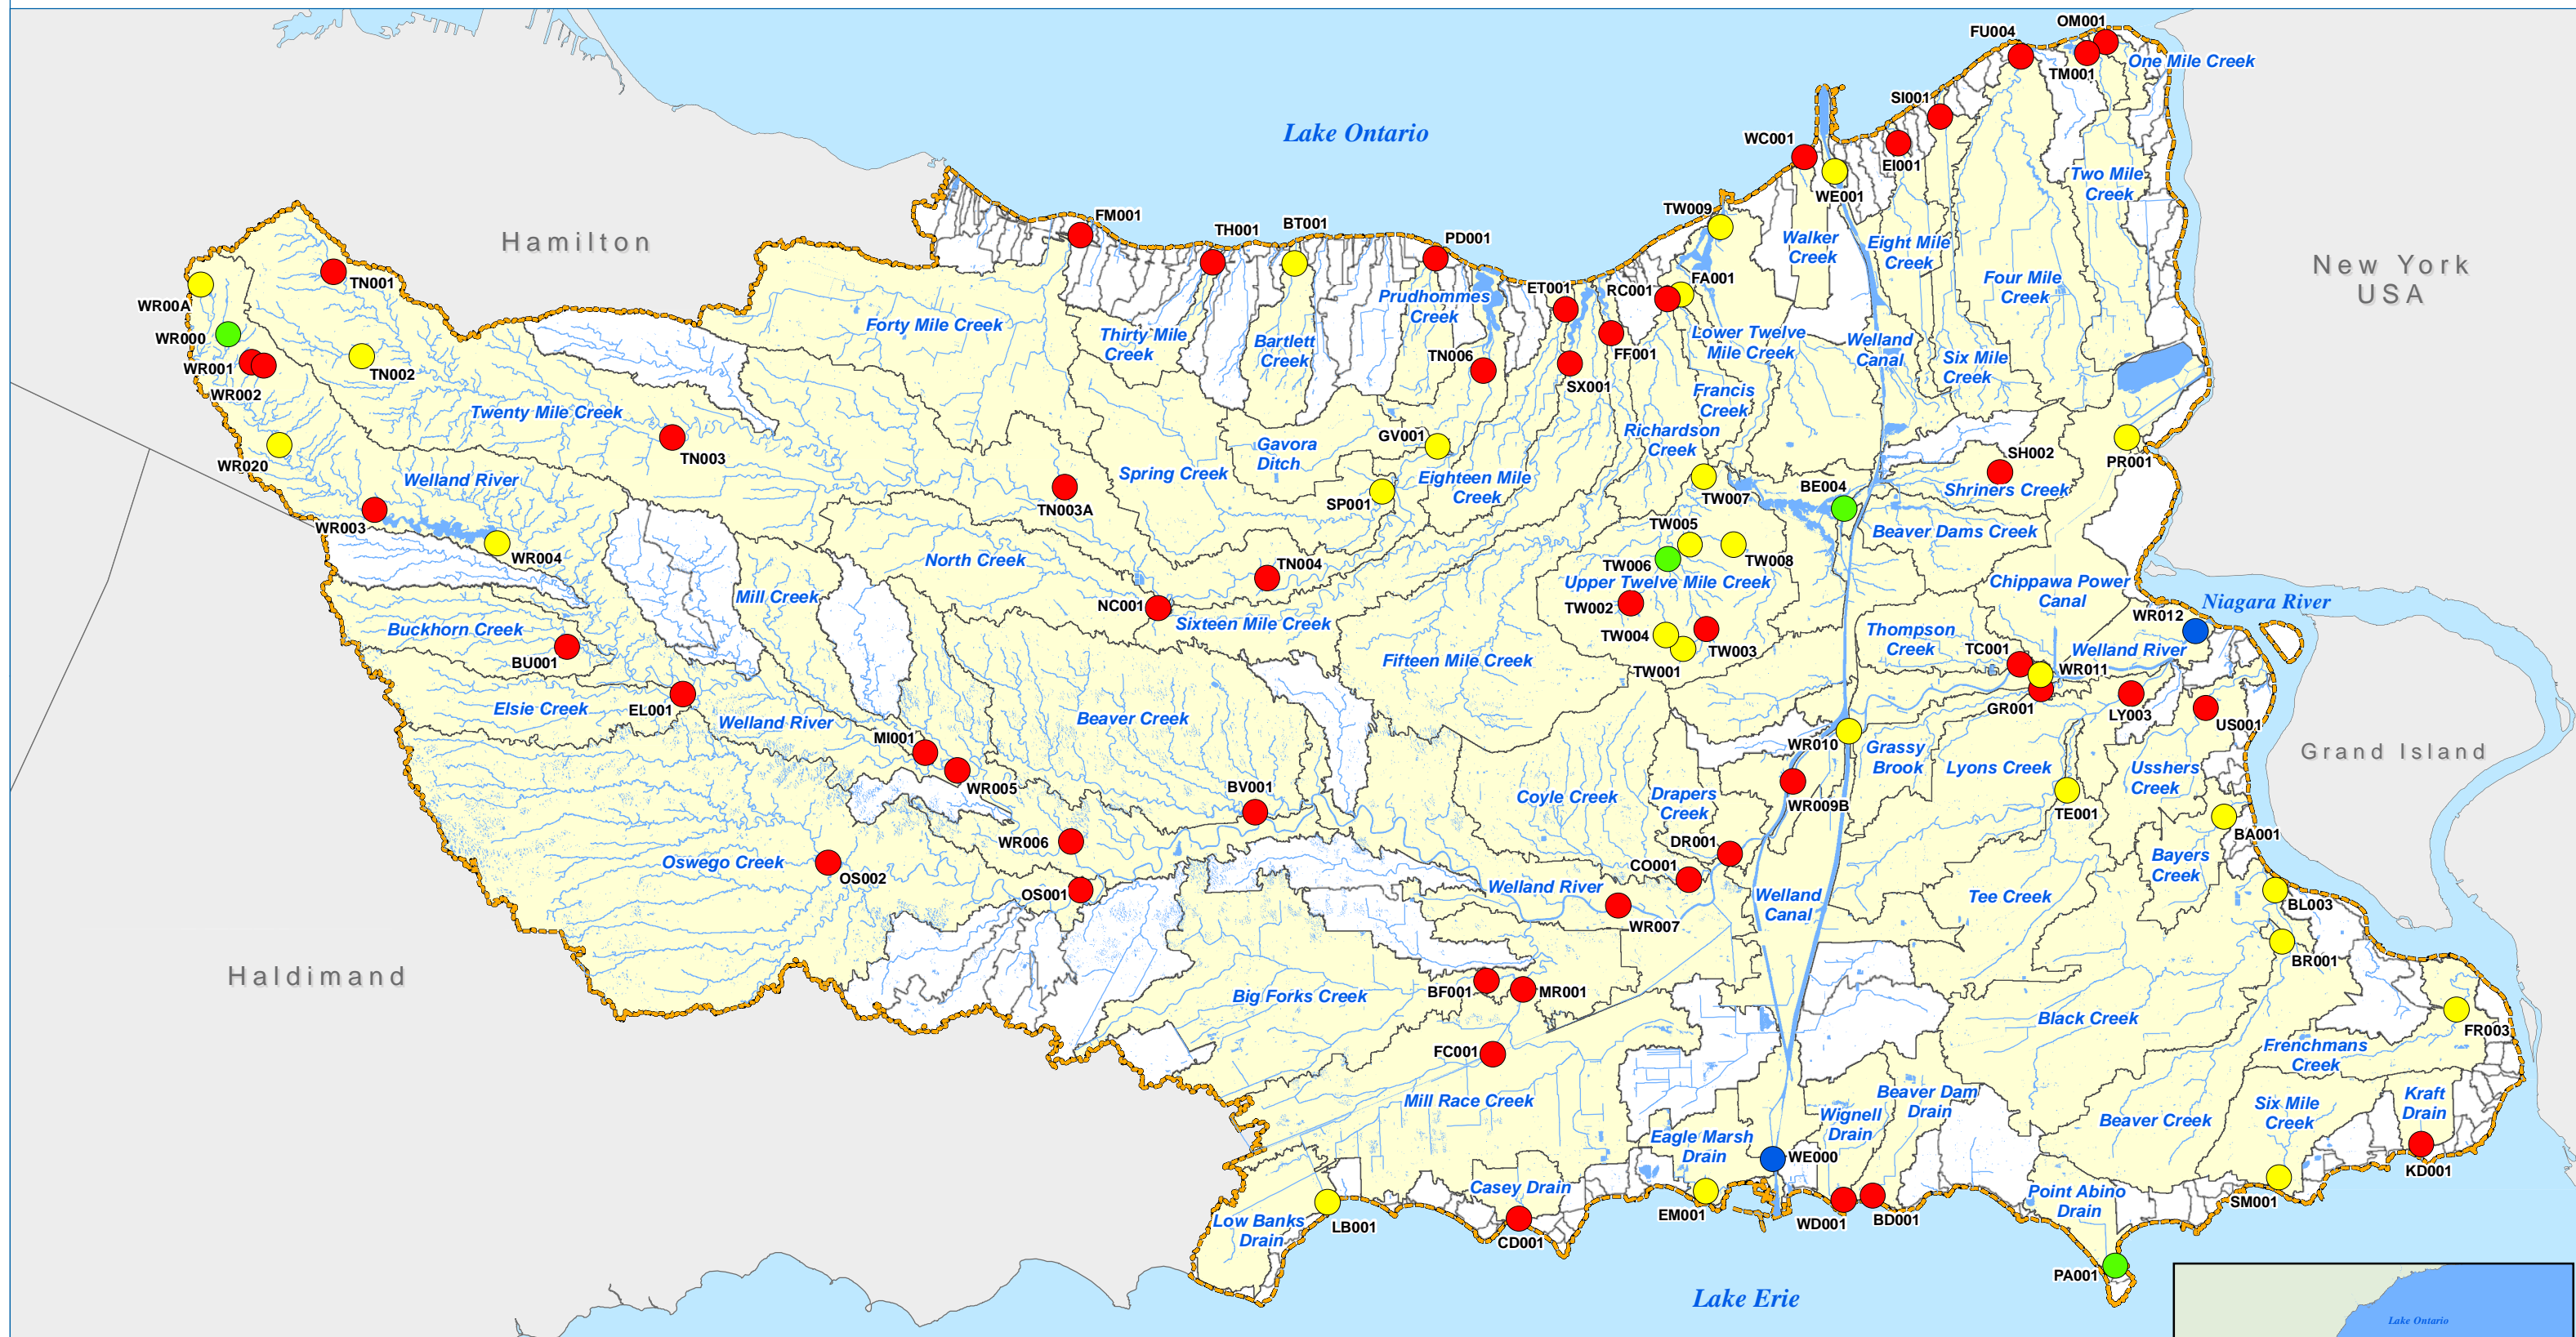 OM001
FU004
One Mile Creek
TM001
SI001
Lake Ontario
WC001
EI001
Two Mile
Creek
WE001
FM001
TW009
TH001
BT001
PD001
Hamilton
Walker
Creek
Eight Mile
Creek
New York
USA
Four Mile
Creek
TN001
WR00A
FA001
ET001
RC001
Prudhommes
Creek
Forty Mile Creek
WR000
Thirty Mile
Creek
Bartlett
Creek
Lower Twelve
Mile Creek
Welland
Canal
FF001
TN006
Six Mile
Creek
WR001
TN002
SX001
WR002
Francis
Creek
Twenty Mile Creek
Richardson
Creek
GV001
Gavora
Ditch
TN003
SH002
PR001
WR020
Welland River
Spring Creek
Eighteen Mile
Creek
Shriners Creek
BE004
TW007
SP001
TN003A
WR003
TW005
Beaver Dams Creek
WR004
North Creek
TN004
TW006
TW008
Upper Twelve Mile Creek
Chippawa Power
Canal
Mill Creek
NC001
TW002
Niagara River
WR012
Sixteen Mile Creek
Buckhorn Creek
TW004
Thompson
Creek
TC001
Welland River
BU001
TW003
Fifteen Mile Creek
TW001
WR011
Elsie Creek
EL001
GR001
LY003
US001
Welland River
Beaver Creek
MI001
WR010
Grassy
Brook
Grand Island
Lyons Creek
Usshers
Creek
WR005
BV001
Coyle Creek
Drapers
Creek
WR009B
TE001
BA001
WR006
DR001
Oswego Creek
OS002
CO001
Bayers
Creek
OS001
Welland River
Welland
Canal
Tee Creek
BL003
WR007
BR001
Haldimand
BF001
MR001
Big Forks Creek
Black Creek
FR003
FC001
Frenchmans
Creek
Mill Race Creek
Beaver Dam
Drain
Wignell
Drain
Beaver Creek
Six Mile
Creek
Kraft
Drain
Eagle Marsh
Drain
WE000
KD001
Casey Drain
Point Abino
Drain
SM001
EM001
WD001
BD001
Low Banks
Drain
LB001
CD001
PA001
Lake Erie
Lake Ontario